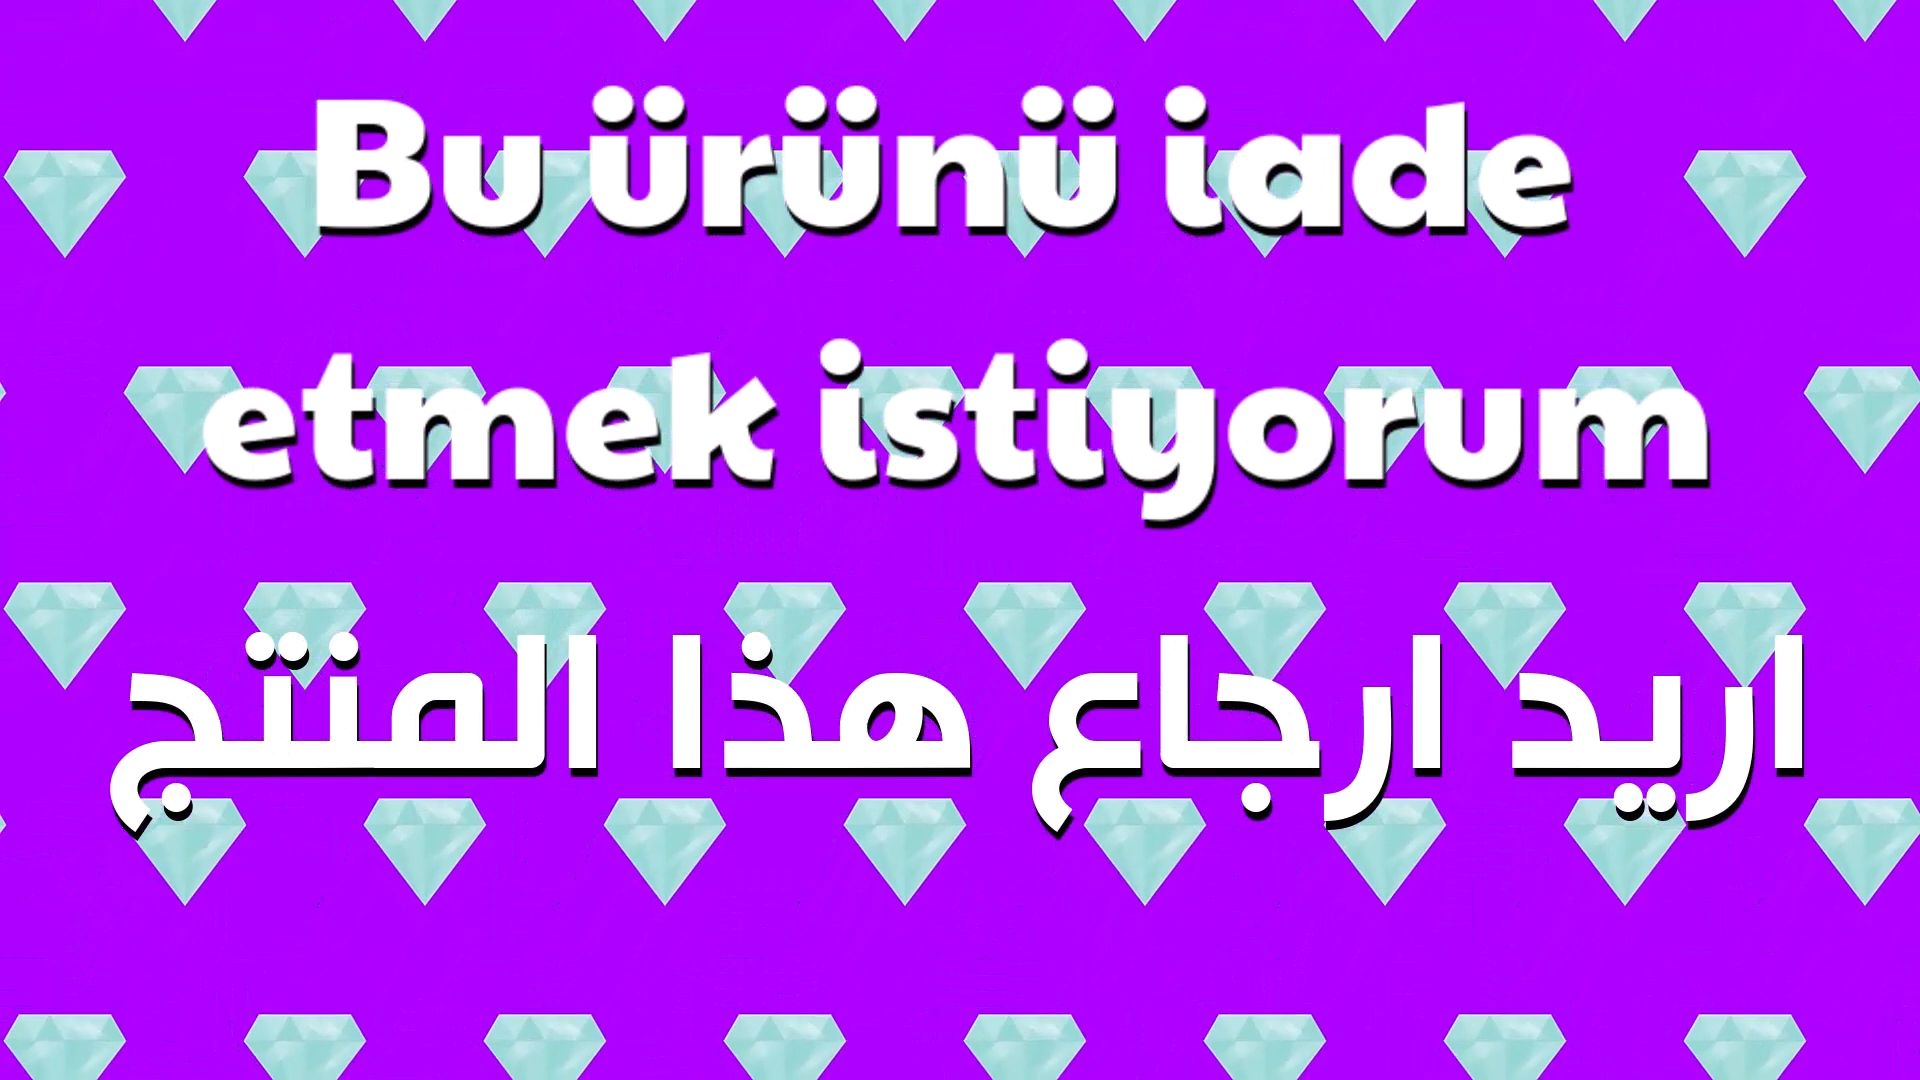 Bu ürünü iade
etmek istiyorum
اريد ارجاع هذا المنتج